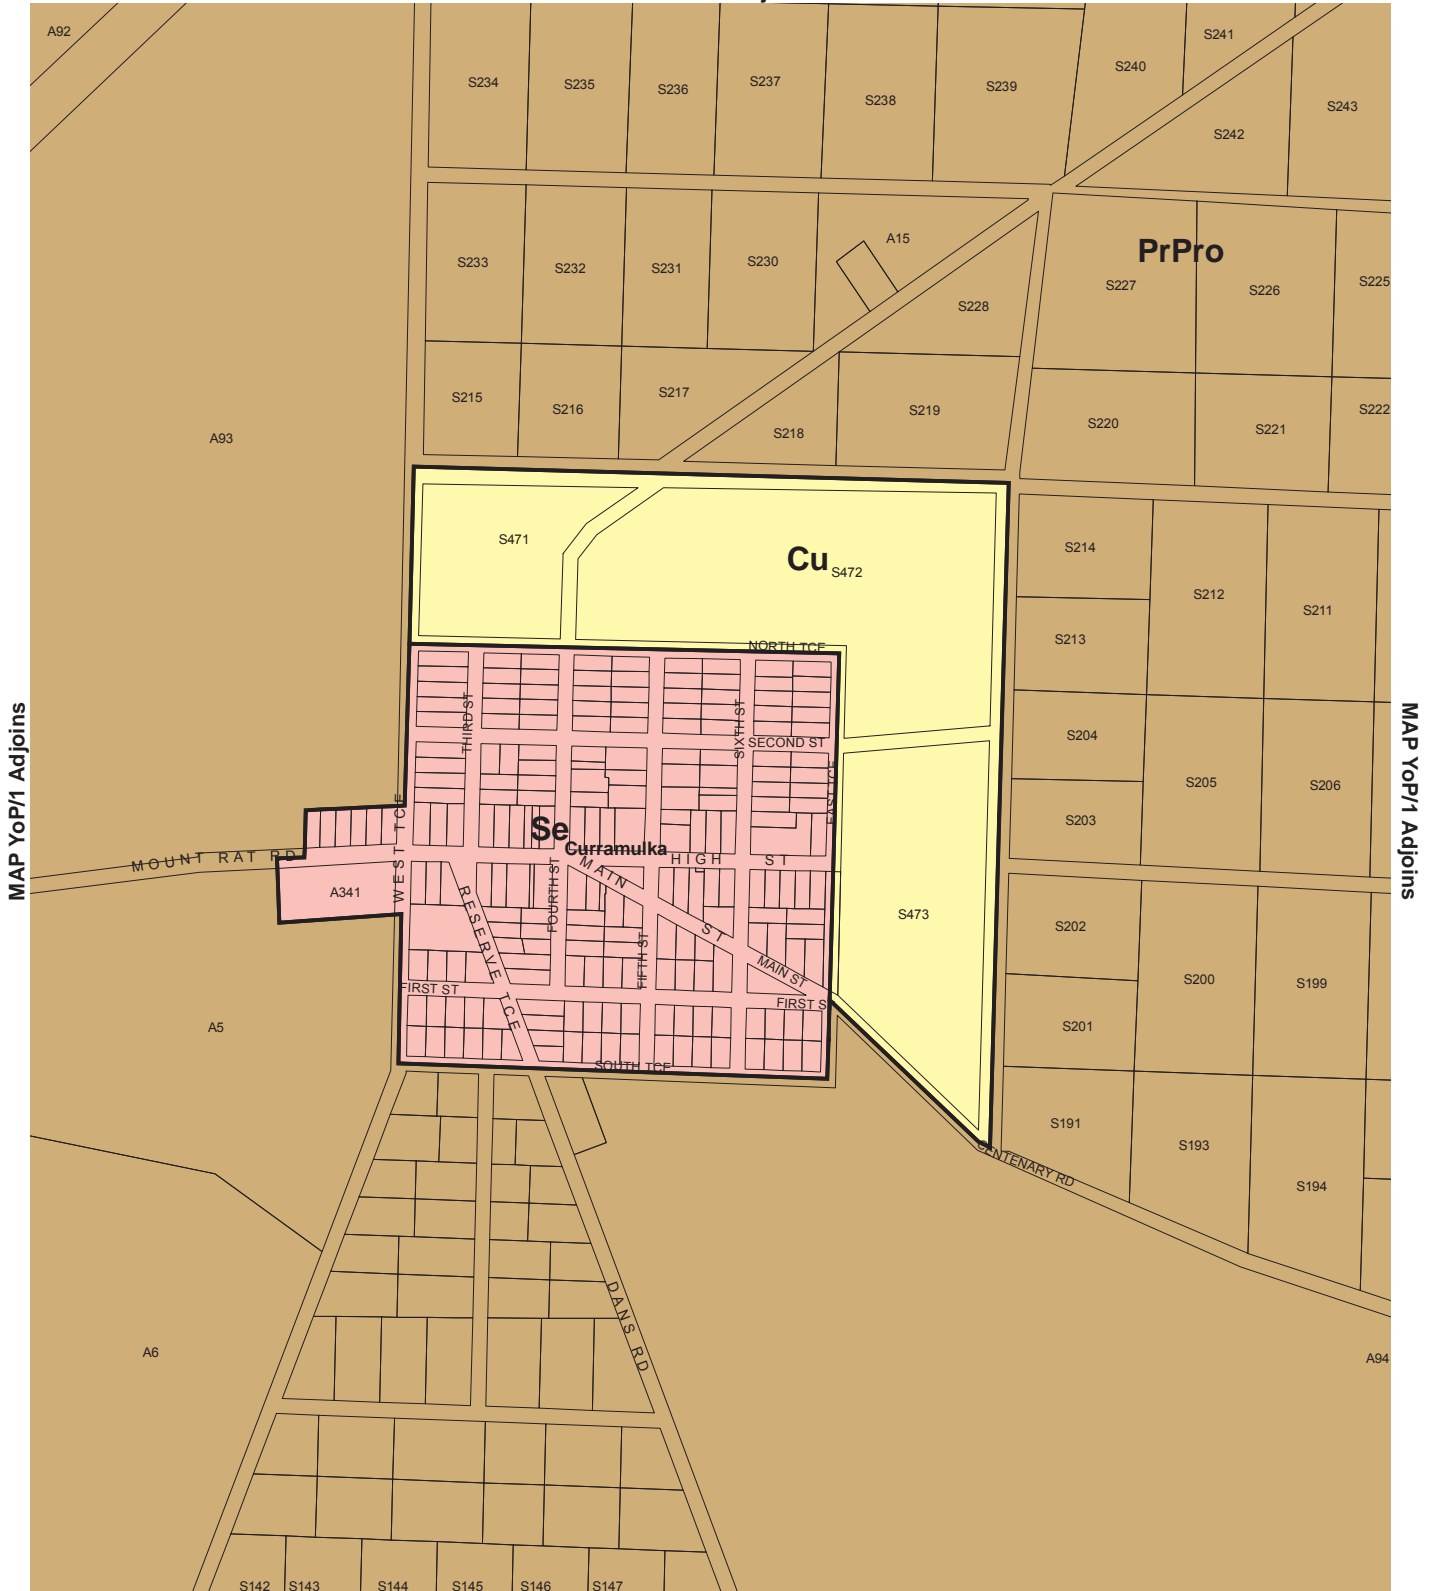 A92
S234
S235
S236
S237
S238
S239
S240
S241
S242
S243
S233
S232
S231
S230
A15
S228
PrPro
S227
S226
S225
S215
S216
S217
S218
S219
S220
S221
S222
A93
S471
Cu
S472
S214
S212
S211
S213
NORTH TCE
THIRD ST
SIXTH ST
SECOND ST
S204
S205
S206
MAP YoP/1 Adjoins
MAP YoP/1 Adjoins
EAST TCE
S203
WEST TCE
Se
Curramulka
MOUNT RAT RD
HIGH ST
MAIN ST
A341
RESERVE TCE
FOURTH ST
FIFTH ST
S473
S202
MAIN ST
FIRST ST
FIRST S
S200
S199
A5
S201
SOUTH TCE
S191
S193
CENTENARY RD
S194
DANS RD
A6
A94
S142
S143
S144
S145
S146
S147